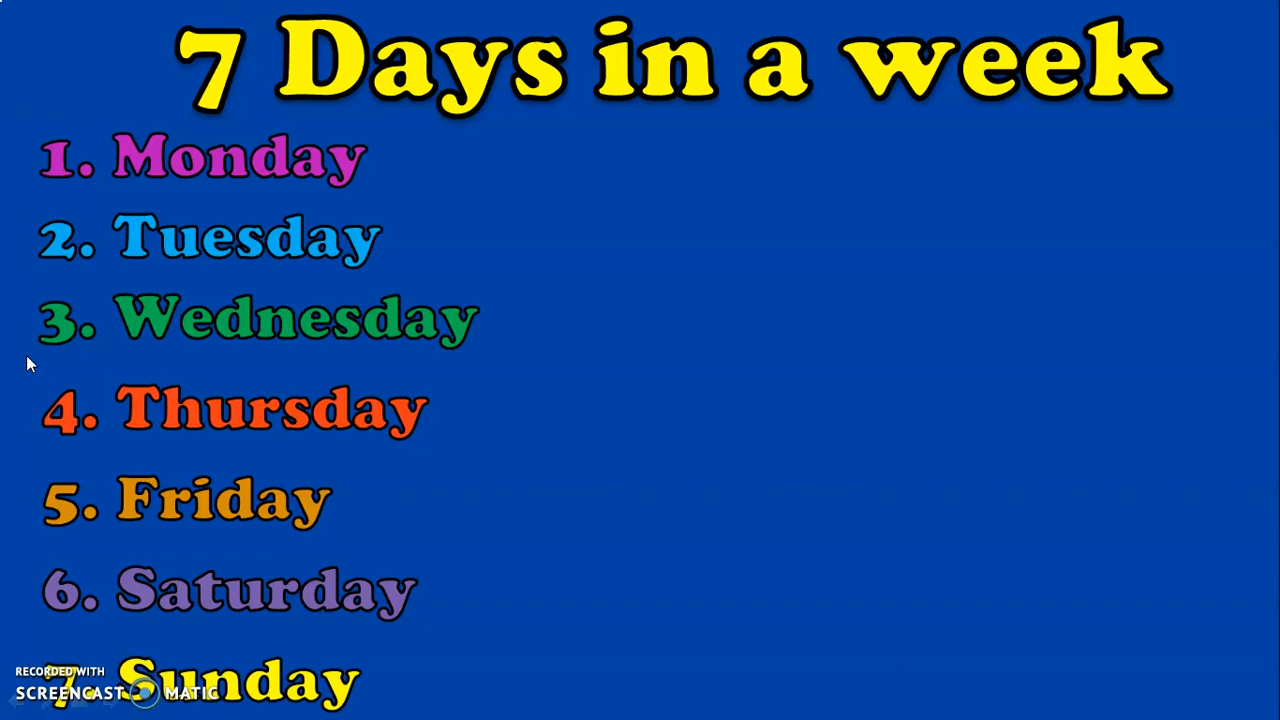 7 Days in a week
1. Monday
2. Tuesday
3. Wednesday
4. Thursday
5. Friday
6. Saturday
7 Sunday
RECORDED WITH
SCREENCAST MATIC